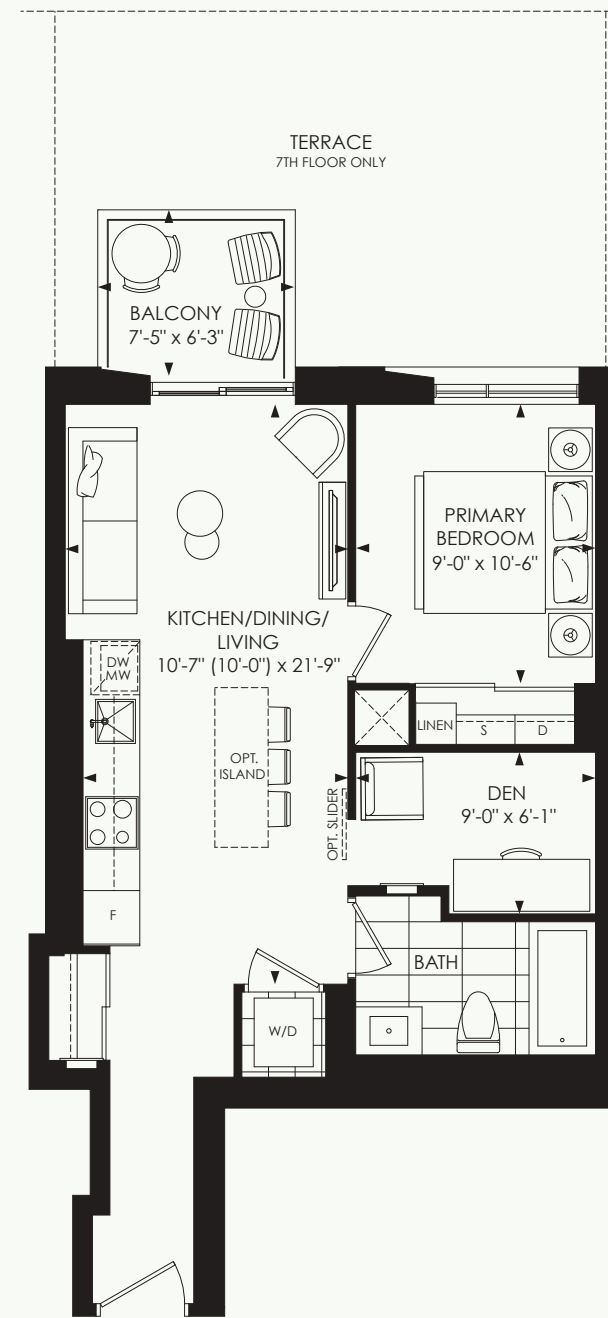 TERRACE
7TH FLOOR ONLY
BALCONY
7'-5" x 6'-3"
PRIMARY
BEDROOM
9'-0" x 10'-6"
KITCHEN/DINING/
LIVING
10'-7" (10'-0") x 21'-9"
DW
MW
LINEN
S
D
OPT.
ISLAND
OPT. SLIDER
DEN
9'-0" x 6'-1"
F
BATH
W/D